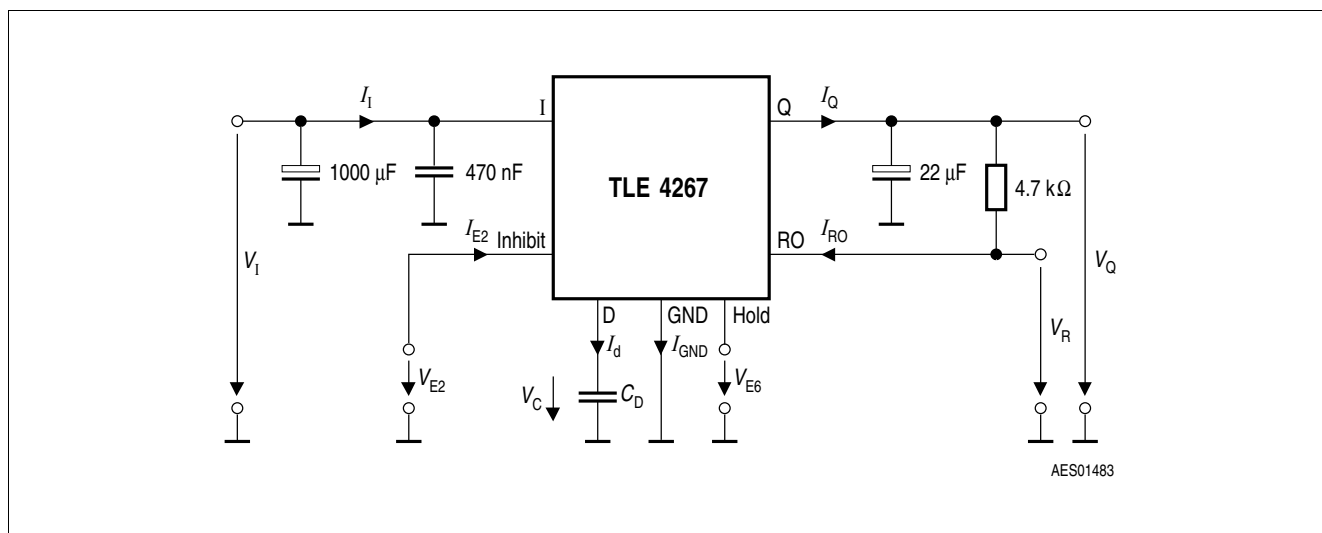 I_I
I
Q
I_Q
1000 µF
470 nF
TLE 4267
22 µF
4.7 kΩ
I_E2
Inhibit
RO
I_RO
V_I
V_Q
D
GND
Hold
V_R
I_d
I_GND
V_E2
V_C
C_D
V_E6
AES01483